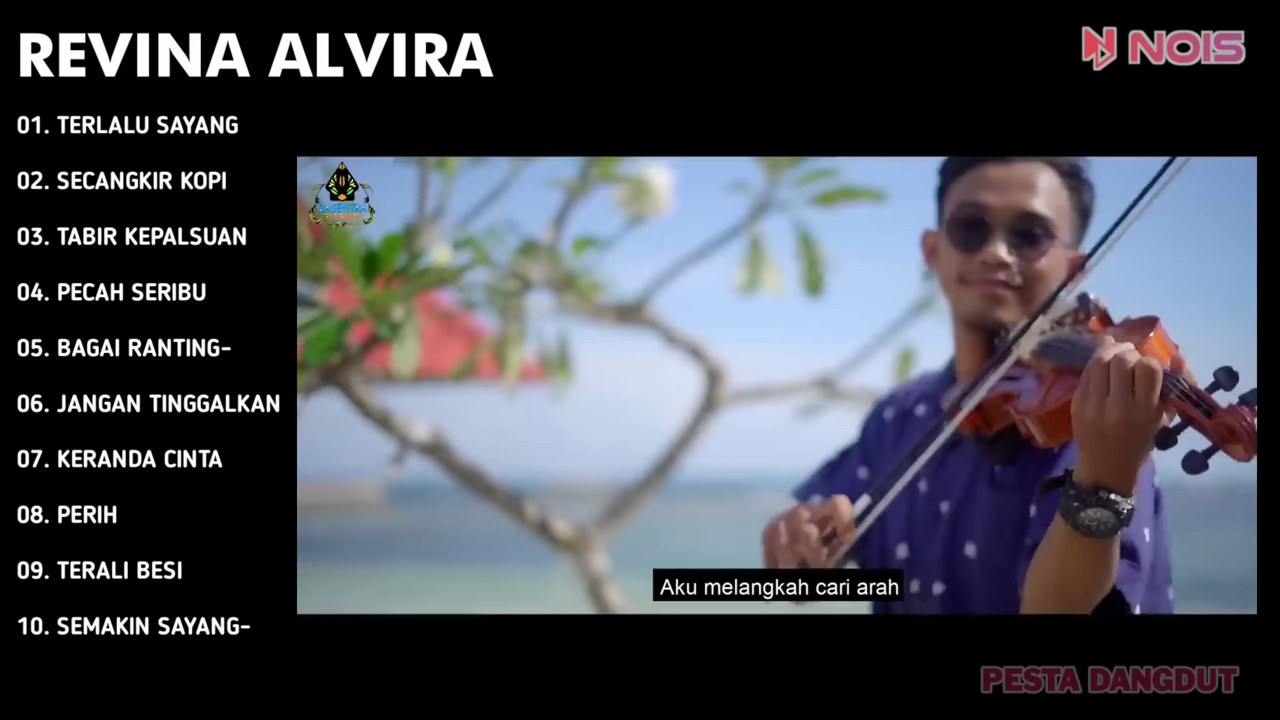 REVINA ALVIRA
NOIS
01. TERLALU SAYANG
02. SECANGKIR KOPI
03. TABIR KEPALSUAN
04. PECAH SERIBU
05. BAGAI RANTING-
06. JANGAN TINGGALKAN
07. KERANDA CINTA
08. PERIH
09. TERALI BESI
10. SEMAKIN SAYANG-
Aku melangkah cari arah
PESTA DANGDUT